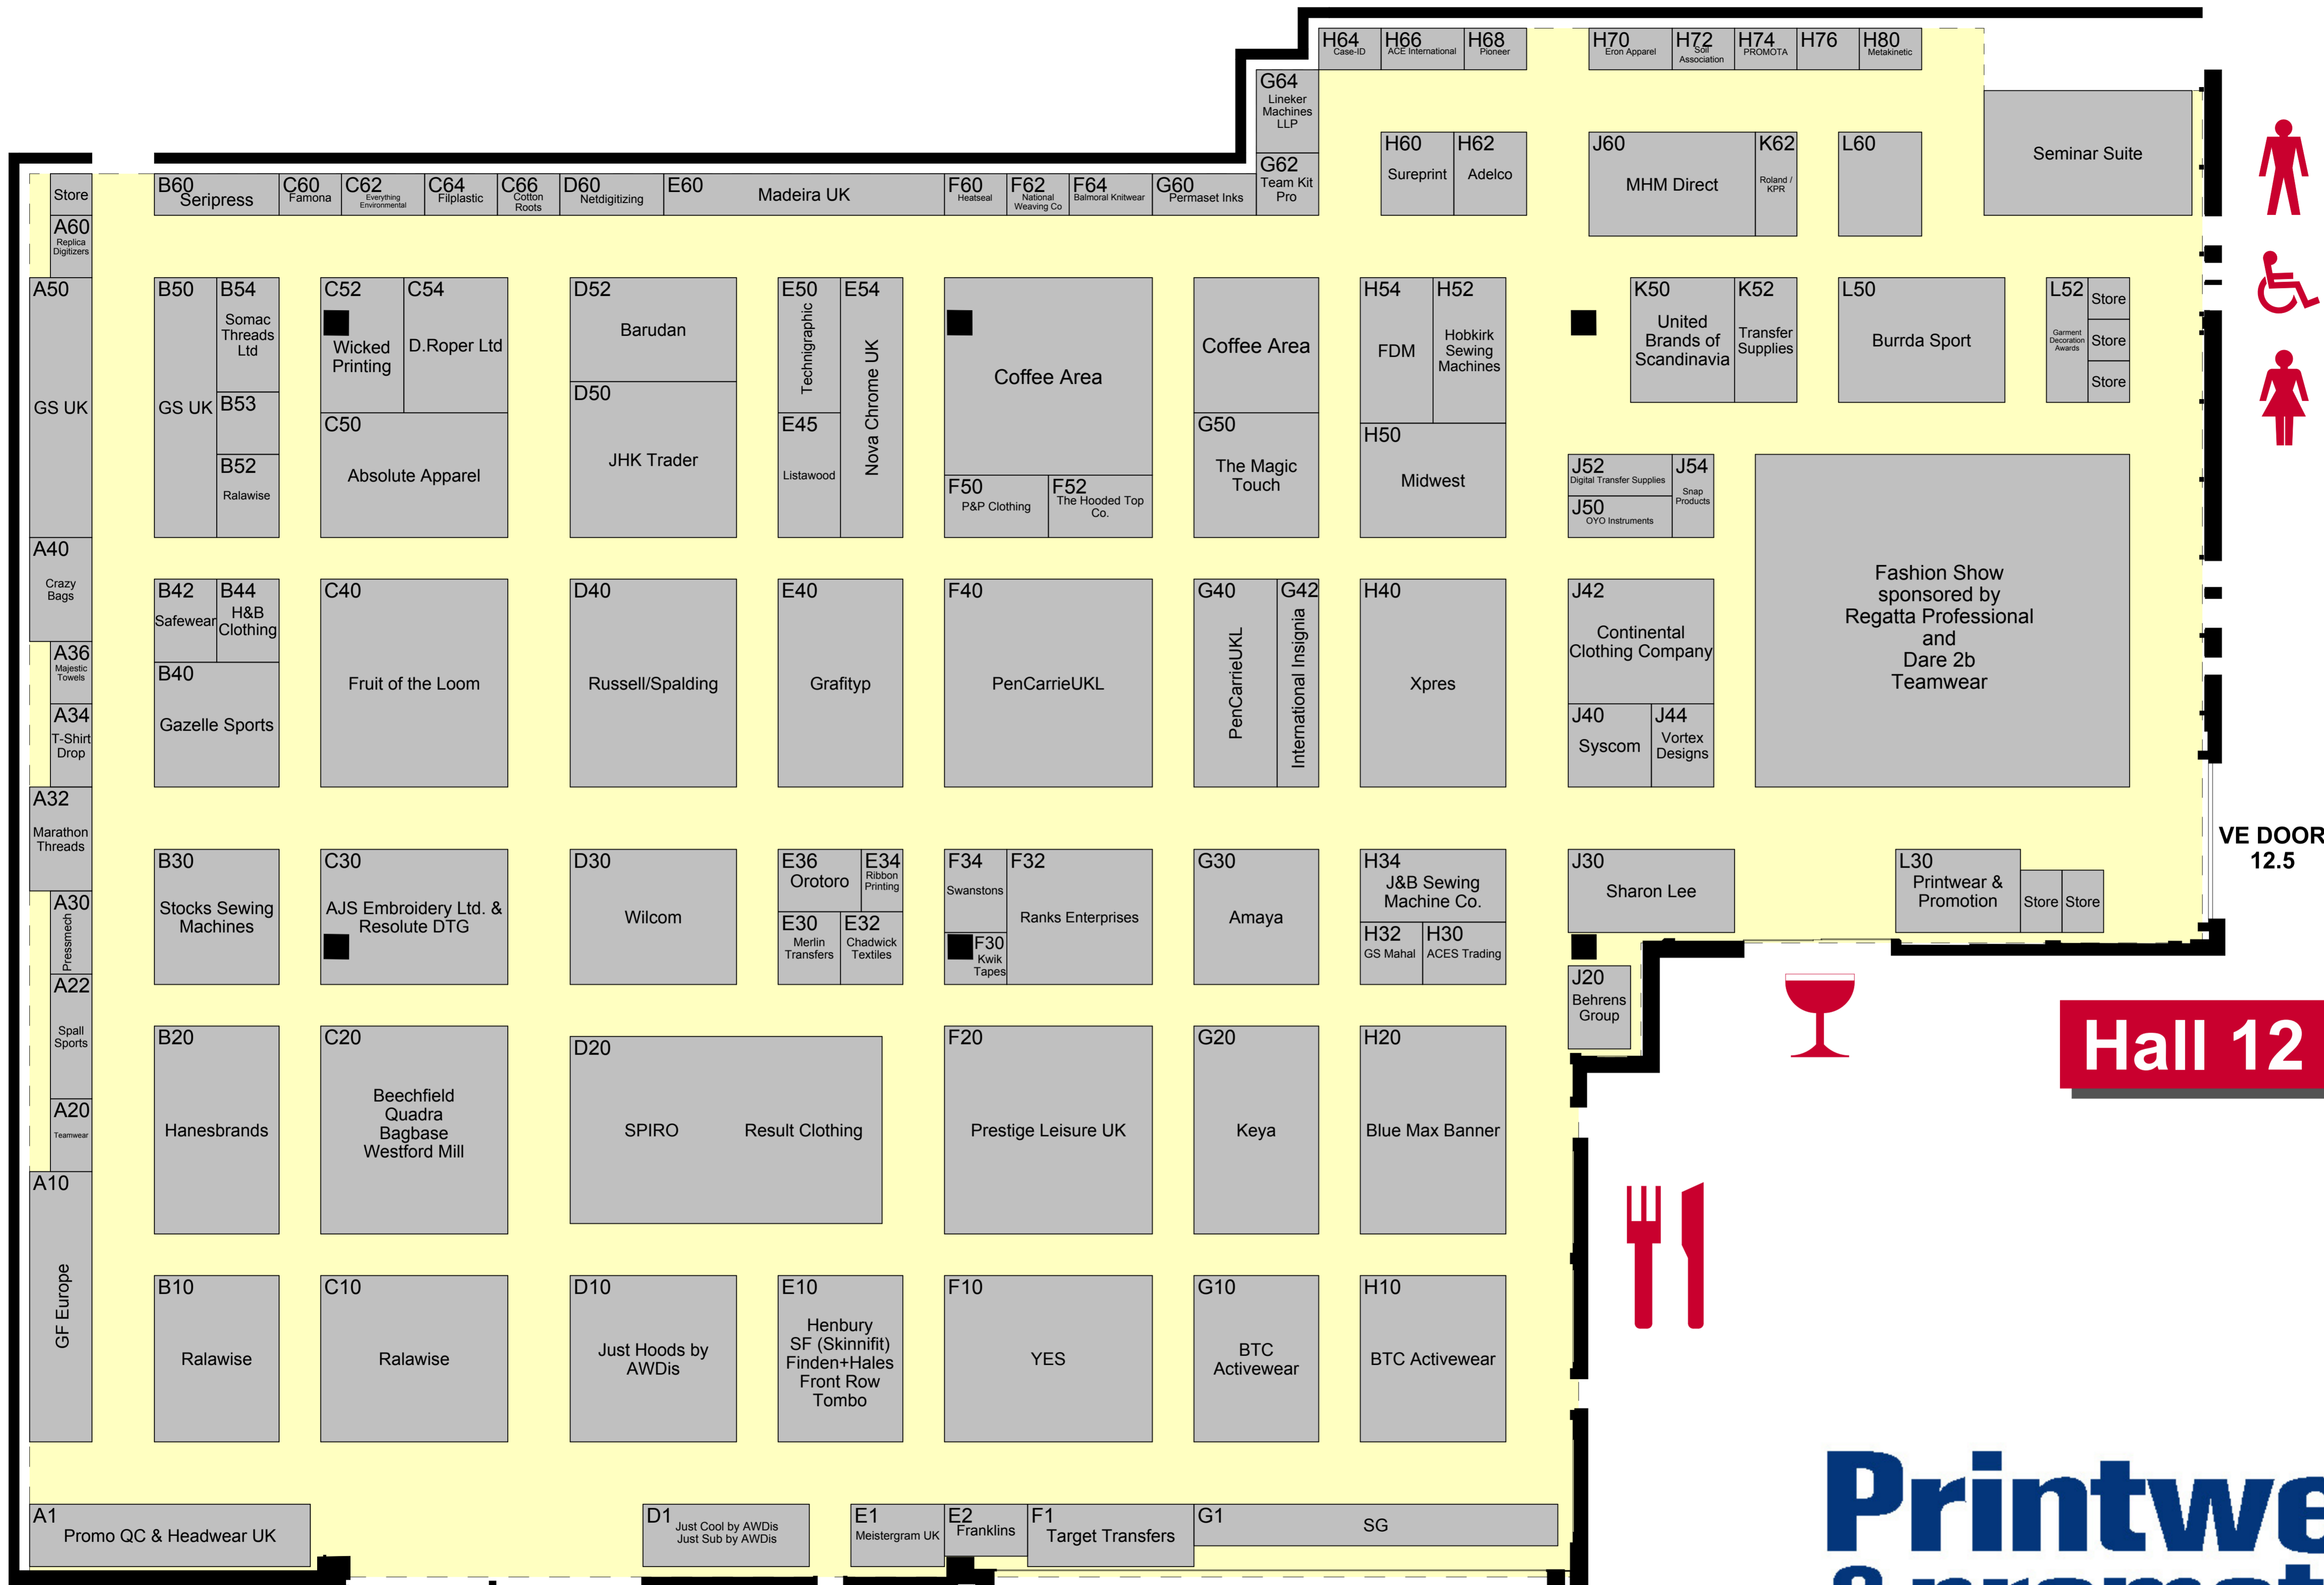 H64
Case-ID
H66
ACE International
H68
Pioneer
H70
Eron Apparel
H72
Soil
Association
H74
PROMOTA
H76
H80
Metakinetic
G64
Lineker
Machines
LLP
G62
Team Kit
Pro
H60
Sureprint
H62
Adelco
J60
MHM Direct
K62
Roland /
KPR
L60
Seminar Suite
Store
A60
Replica
Digitizers
B60
Seripress
C60
Famona
C62
Everything
Environmental
C64
Filplastic
C66
Cotton
Roots
D60
Netdigitizing
E60
Madeira UK
F60
Heatseal
F62
National
Weaving Co
F64
Balmoral Knitwear
G60
Permaset Inks
A50
GS UK
B50
GS UK
B54
Somac
Threads
Ltd
B53
B52
Ralawise
C52
Wicked
Printing
C54
D.Roper Ltd
C50
Absolute Apparel
D52
Barudan
D50
JHK Trader
E50
Technigraphic
E54
Nova Chrome UK
E45
Listawood
Coffee Area
F50
P&P Clothing
F52
The Hooded Top
Co.
Coffee Area
G50
The Magic
Touch
H54
FDM
H52
Hobkirk
Sewing
Machines
H50
Midwest
K50
United
Brands of
Scandinavia
K52
Transfer
Supplies
L50
Burrda Sport
L52
Garment
Decoration
Awards
Store
Store
Store
J52
Digital Transfer Supplies
J54
Snap
Products
J50
OYO Instruments
Fashion Show
sponsored by
Regatta Professional
and
Dare 2b
Teamwear
A40
Crazy
Bags
A36
Majestic
Towels
A34
T-Shirt
Drop
B42
Safewear
B44
H&B
Clothing
B40
Gazelle Sports
C40
Fruit of the Loom
D40
Russell/Spalding
E40
Grafityp
F40
PenCarrieUKL
G40
PenCarrieUKL
G42
International Insignia
H40
Xpres
J42
Continental
Clothing Company
J40
Syscom
J44
Vortex
Designs
A32
Marathon
Threads
A30
Pressmech
B30
Stocks Sewing
Machines
C30
AJS Embroidery Ltd. &
Resolute DTG
D30
Wilcom
E36
Orotoro
E34
Ribbon
Printing
E30
Merlin
Transfers
E32
Chadwick
Textiles
F34
Swanstons
F32
Ranks Enterprises
F30
Kwik
Tapes
G30
Amaya
H34
J&B Sewing
Machine Co.
H32
GS Mahal
H30
ACES Trading
J30
Sharon Lee
L30
Printwear &
Promotion
Store
Store
VE DOOR
12.5
J20
Behrens
Group
Hall 12
A22
Spall
Sports
A20
Teamwear
B20
Hanesbrands
C20
Beechfield
Quadra
Bagbase
Westford Mill
D20
SPIRO
Result Clothing
F20
Prestige Leisure UK
G20
Keya
H20
Blue Max Banner
A10
GF Europe
B10
Ralawise
C10
Ralawise
D10
Just Hoods by
AWDis
E10
Henbury
SF (Skinnifit)
Finden+Hales
Front Row
Tombo
F10
YES
G10
BTC
Activewear
H10
BTC Activewear
A1
Promo QC & Headwear UK
D1
Just Cool by AWDis
Just Sub by AWDis
E1
Meistergram UK
E2
Franklins
F1
Target Transfers
G1
SG
Printwe